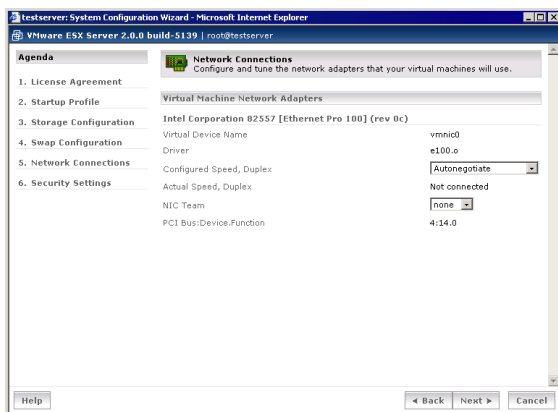 testserver: System Configuration Wizard - Microsoft Internet Explorer
VMware ESX Server 2.0.0 build-5139 | root@testserver
Agenda
1. License Agreement
2. Startup Profile
3. Storage Configuration
4. Swap Configuration
5. Network Connections
6. Security Settings
Network Connections
Configure and tune the network adapters that your virtual machines will use.
Virtual Machine Network Adapters
Intel Corporation 82557 [Ethernet Pro 100] (rev 0c)
Virtual Device Name vmnic0
Driver e100.o
Configured Speed, Duplex Autonegotiate
Actual Speed, Duplex Not connected
NIC Team none
PCI Bus:Device.Function 4:14.0
Help Back Next Cancel